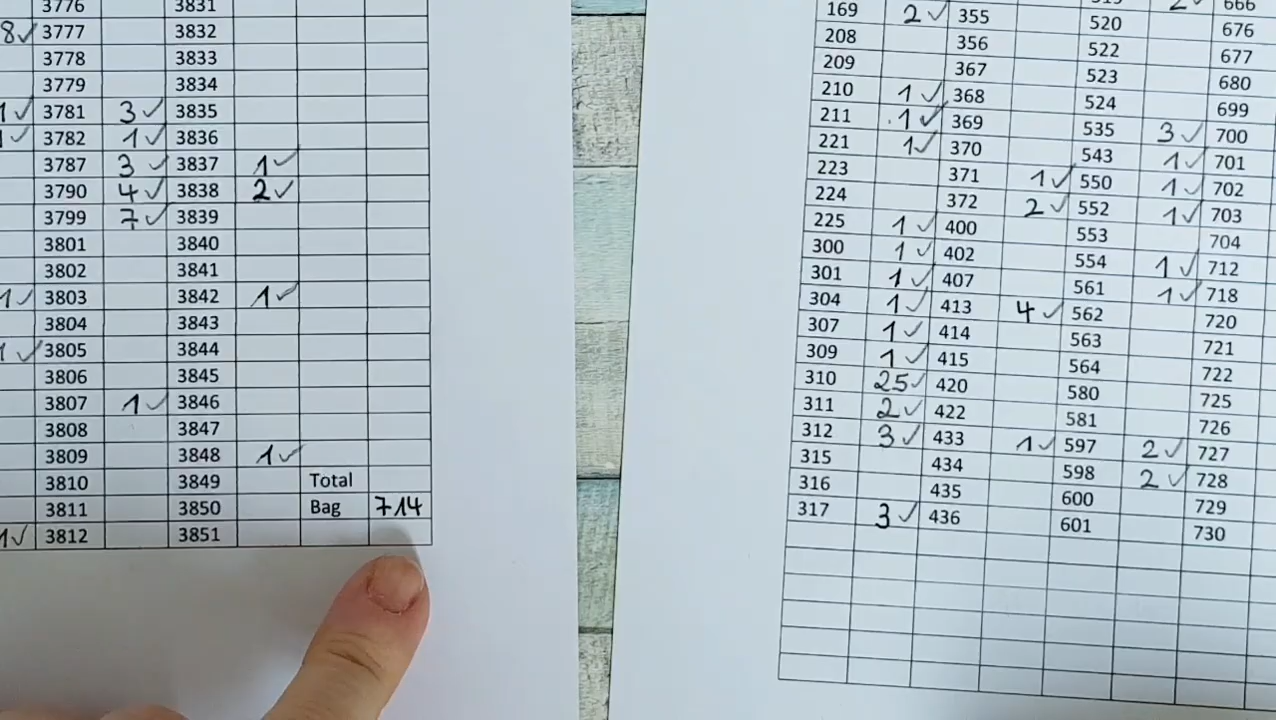 3776 3831
8✓ 3777 3832
3778 3833
3779 3834
1✓ 3781 3✓ 3835
1✓ 3782 1✓ 3836
3787 3✓ 3837 1✓
3790 4✓ 3838 2✓
3799 7✓ 3839
3801 3840
3802 3841
1✓ 3803 3842 1✓
3804 3843
1✓ 3805 3844
3806 3845
3807 1✓ 3846
3808 3847
3809 3848 1✓
3810 3849 Total
3811 3850 Bag 714
1✓ 3812 3851
2✓ 666
169 2✓ 355 520 676
208 356 522 677
209 367 523 680
210 1✓ 368 524 699
211 1✓ 369 535 3✓ 700
221 1✓ 370 543 1✓ 701
223 371 1✓ 550 1✓ 702
224 372 2✓ 552 1✓ 703
225 1✓ 400 553 704
300 1✓ 402 554 1✓ 712
301 1✓ 407 561 1✓ 718
304 1✓ 413 4✓ 562 720
307 1✓ 414 563 721
309 1✓ 415 564 722
310 25✓ 420 580 725
311 2✓ 422 581 726
312 3✓ 433 1✓ 597 2✓ 727
315 434 598 2✓ 728
316 435 600 729
317 3✓ 436 601 730